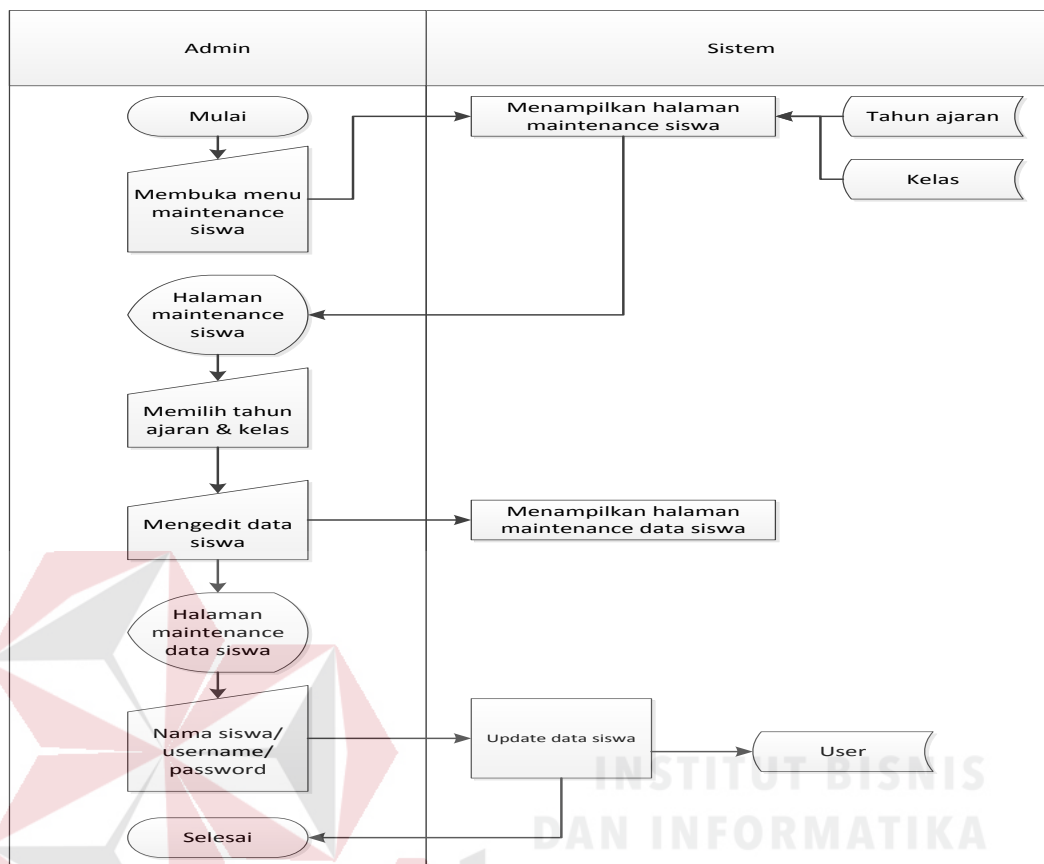 Admin
Sistem
Mulai
Menampilkan halaman
maintenance siswa
Tahun ajaran
Membuka menu
maintenance
siswa
Kelas
Halaman
maintenance
siswa
Memilih tahun
ajaran & kelas
Mengedit data
siswa
Menampilkan halaman
maintenance data siswa
Halaman
maintenance
data siswa
Nama siswa/
username/
password
Update data siswa
User
Selesai
INSTITUT BISNIS
DAN INFORMATIKA